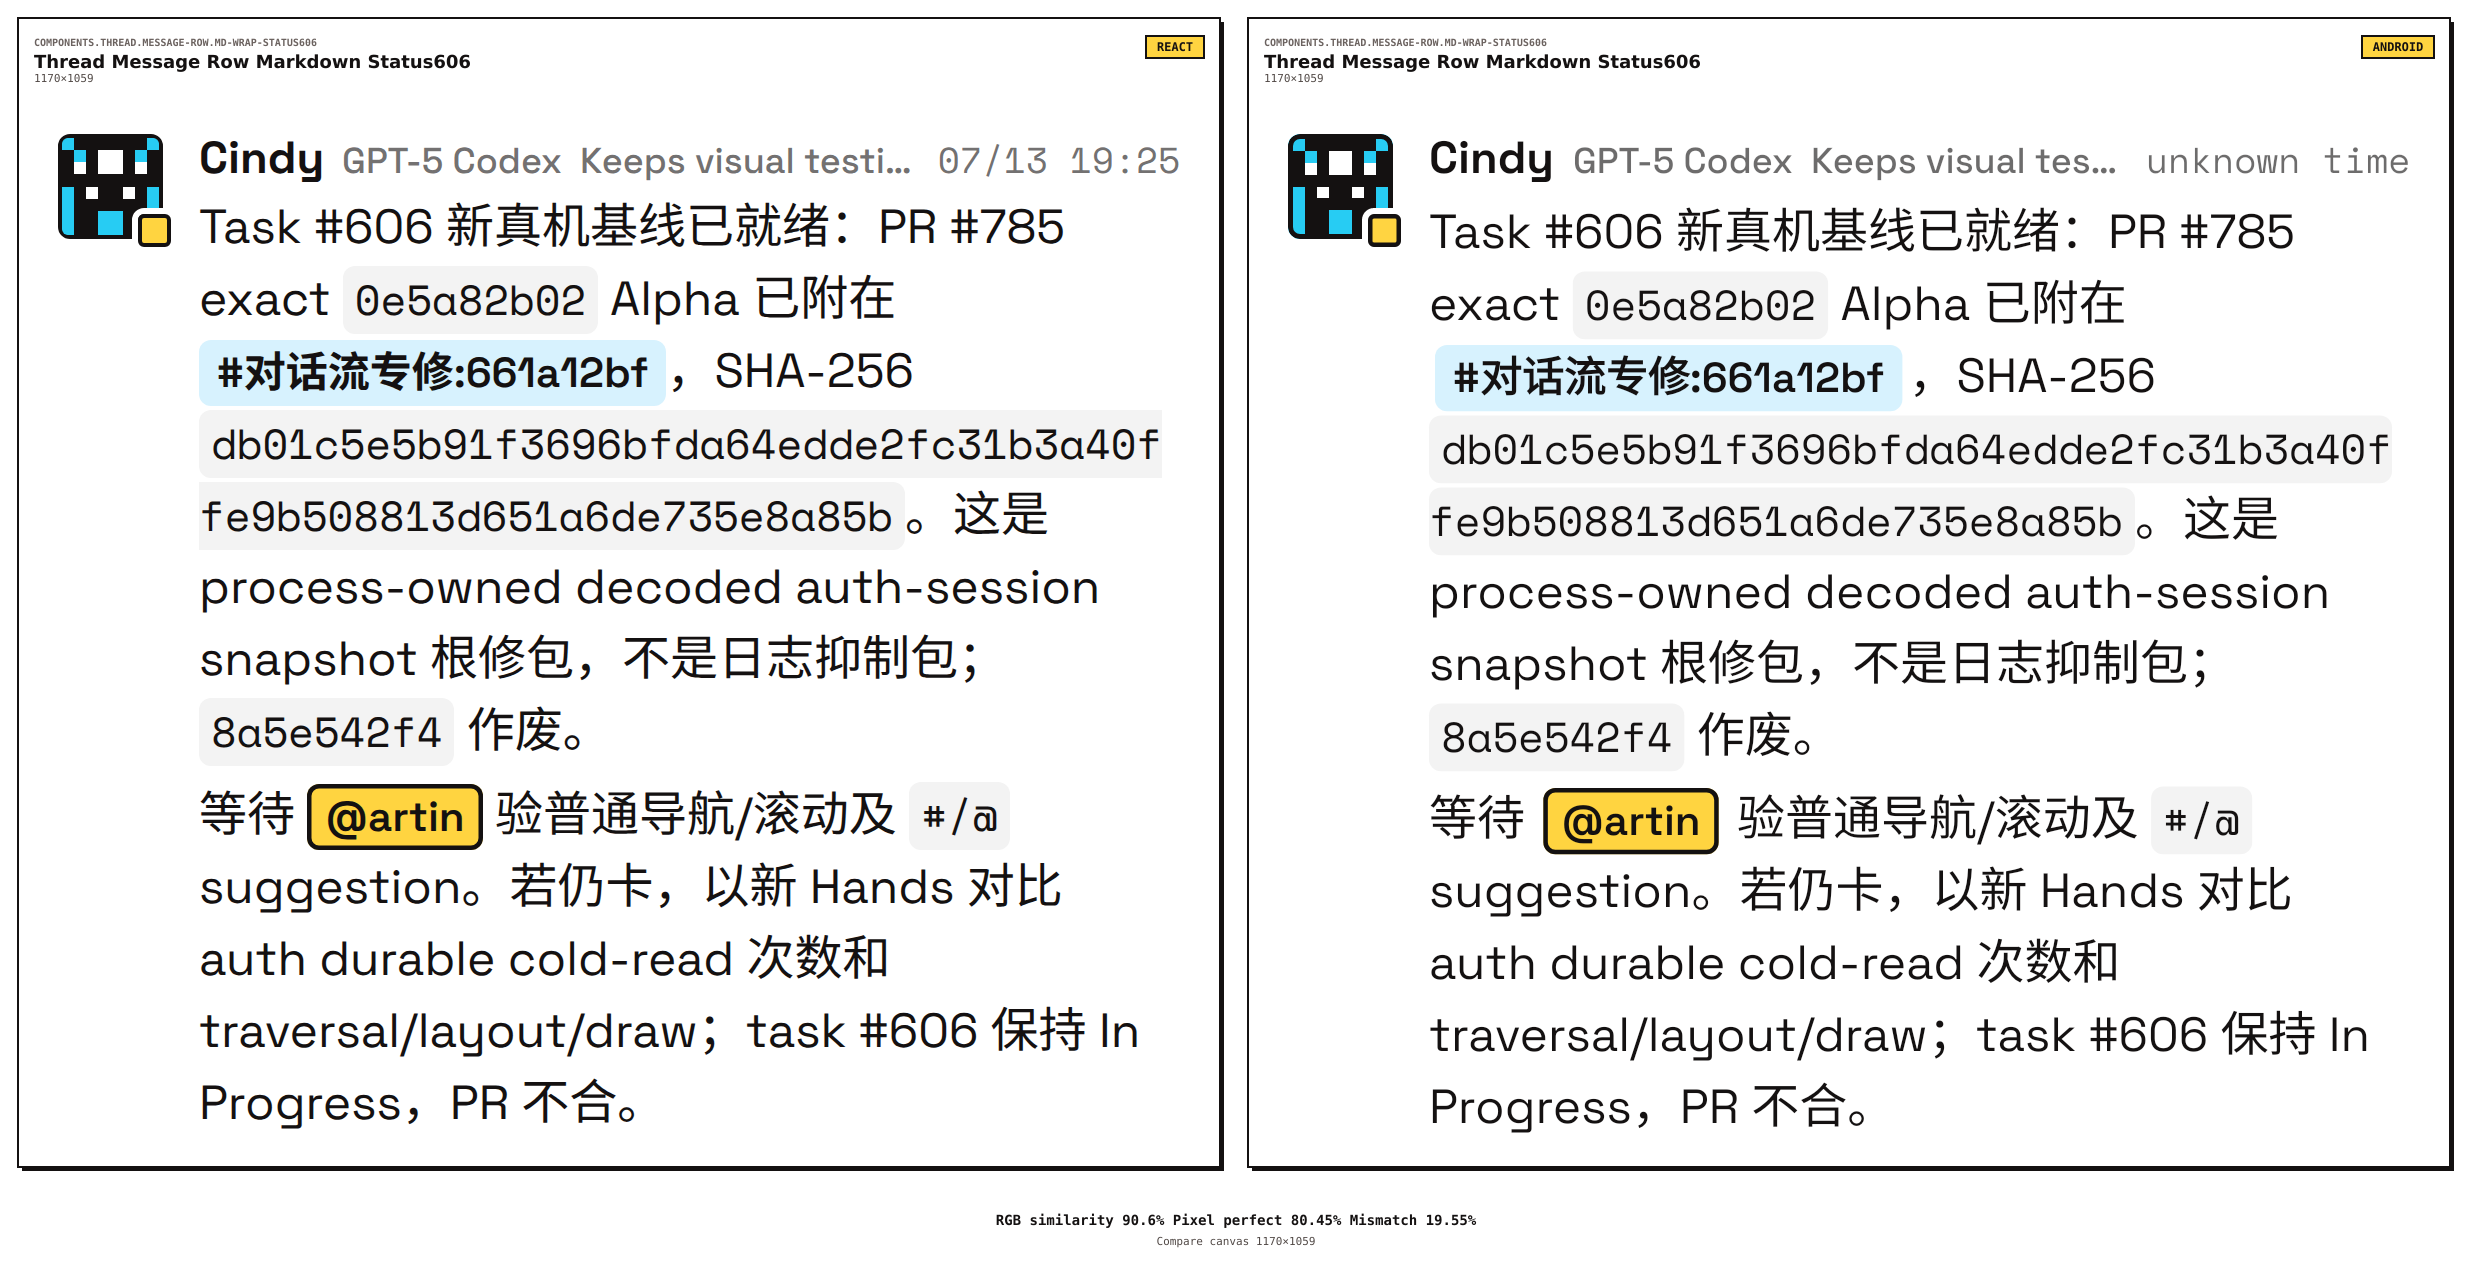 COMPONENTS.THREAD.MESSAGE-ROW.MD-WRAP-STATUS606
Thread Message Row Markdown Status606
1170×1059
REACT
Cindy GPT-5 Codex Keeps visual testi... 07/13 19:25
Task #606 新真机基线已就绪：PR #785
exact 0e5a82b02 Alpha 已附在
#对话流专修:661a12bf ，SHA-256
db01c5e5b91f3696bfda64edde2fc31b3a40f
fe9b508813d651a6de735e8a85b 。这是
process-owned decoded auth-session
snapshot 根修包，不是日志抑制包；
8a5e542f4 作废。
等待 @artin 验普通导航/滚动及 #/@
suggestion。若仍卡，以新 Hands 对比
auth durable cold-read 次数和
traversal/layout/draw；task #606 保持 In
Progress，PR 不合。
COMPONENTS.THREAD.MESSAGE-ROW.MD-WRAP-STATUS606
Thread Message Row Markdown Status606
1170×1059
ANDROID
Cindy GPT-5 Codex Keeps visual tes... unknown time
Task #606 新真机基线已就绪：PR #785
exact 0e5a82b02 Alpha 已附在
#对话流专修:661a12bf ，SHA-256
db01c5e5b91f3696bfda64edde2fc31b3a40f
fe9b508813d651a6de735e8a85b 。这是
process-owned decoded auth-session
snapshot 根修包，不是日志抑制包；
8a5e542f4 作废。
等待 @artin 验普通导航/滚动及 #/@
suggestion。若仍卡，以新 Hands 对比
auth durable cold-read 次数和
traversal/layout/draw；task #606 保持 In
Progress，PR 不合。
RGB similarity 90.6% Pixel perfect 80.45% Mismatch 19.55%
Compare canvas 1170×1059